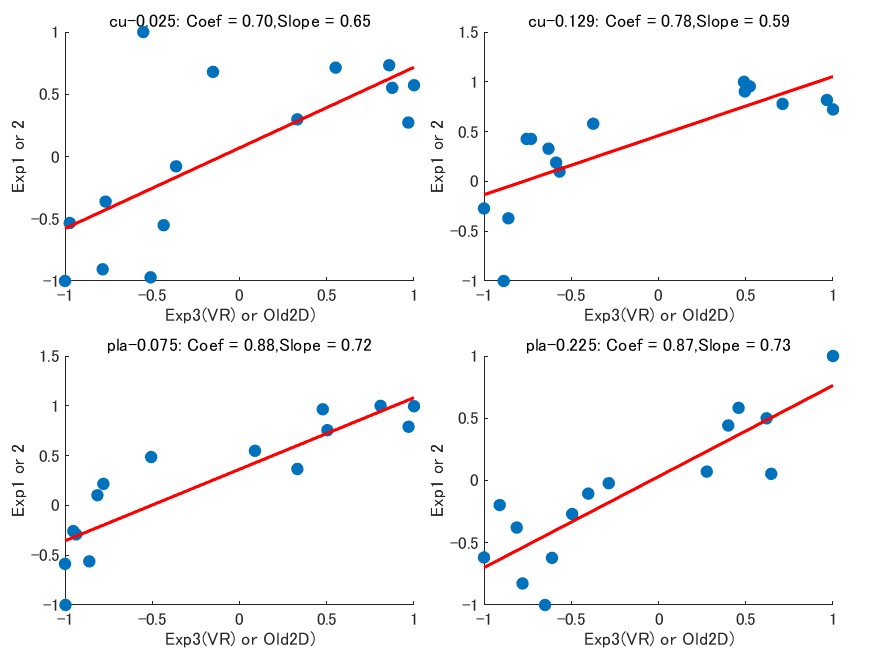 cu-0.025: Coef = 0.70,Slope = 0.65
1
0.5
0
-0.5
-1
Exp1 or 2
-1 -0.5 0 0.5 1
Exp3(VR) or Old2D)
cu-0.129: Coef = 0.78,Slope = 0.59
1.5
1
0.5
0
-0.5
-1
Exp1 or 2
-1 -0.5 0 0.5 1
Exp3(VR) or Old2D)
pla-0.075: Coef = 0.88,Slope = 0.72
1.5
1
0.5
0
-0.5
-1
Exp1 or 2
-1 -0.5 0 0.5 1
Exp3(VR) or Old2D)
pla-0.225: Coef = 0.87,Slope = 0.73
1
0.5
0
-0.5
-1
Exp1 or 2
-1 -0.5 0 0.5 1
Exp3(VR) or Old2D)